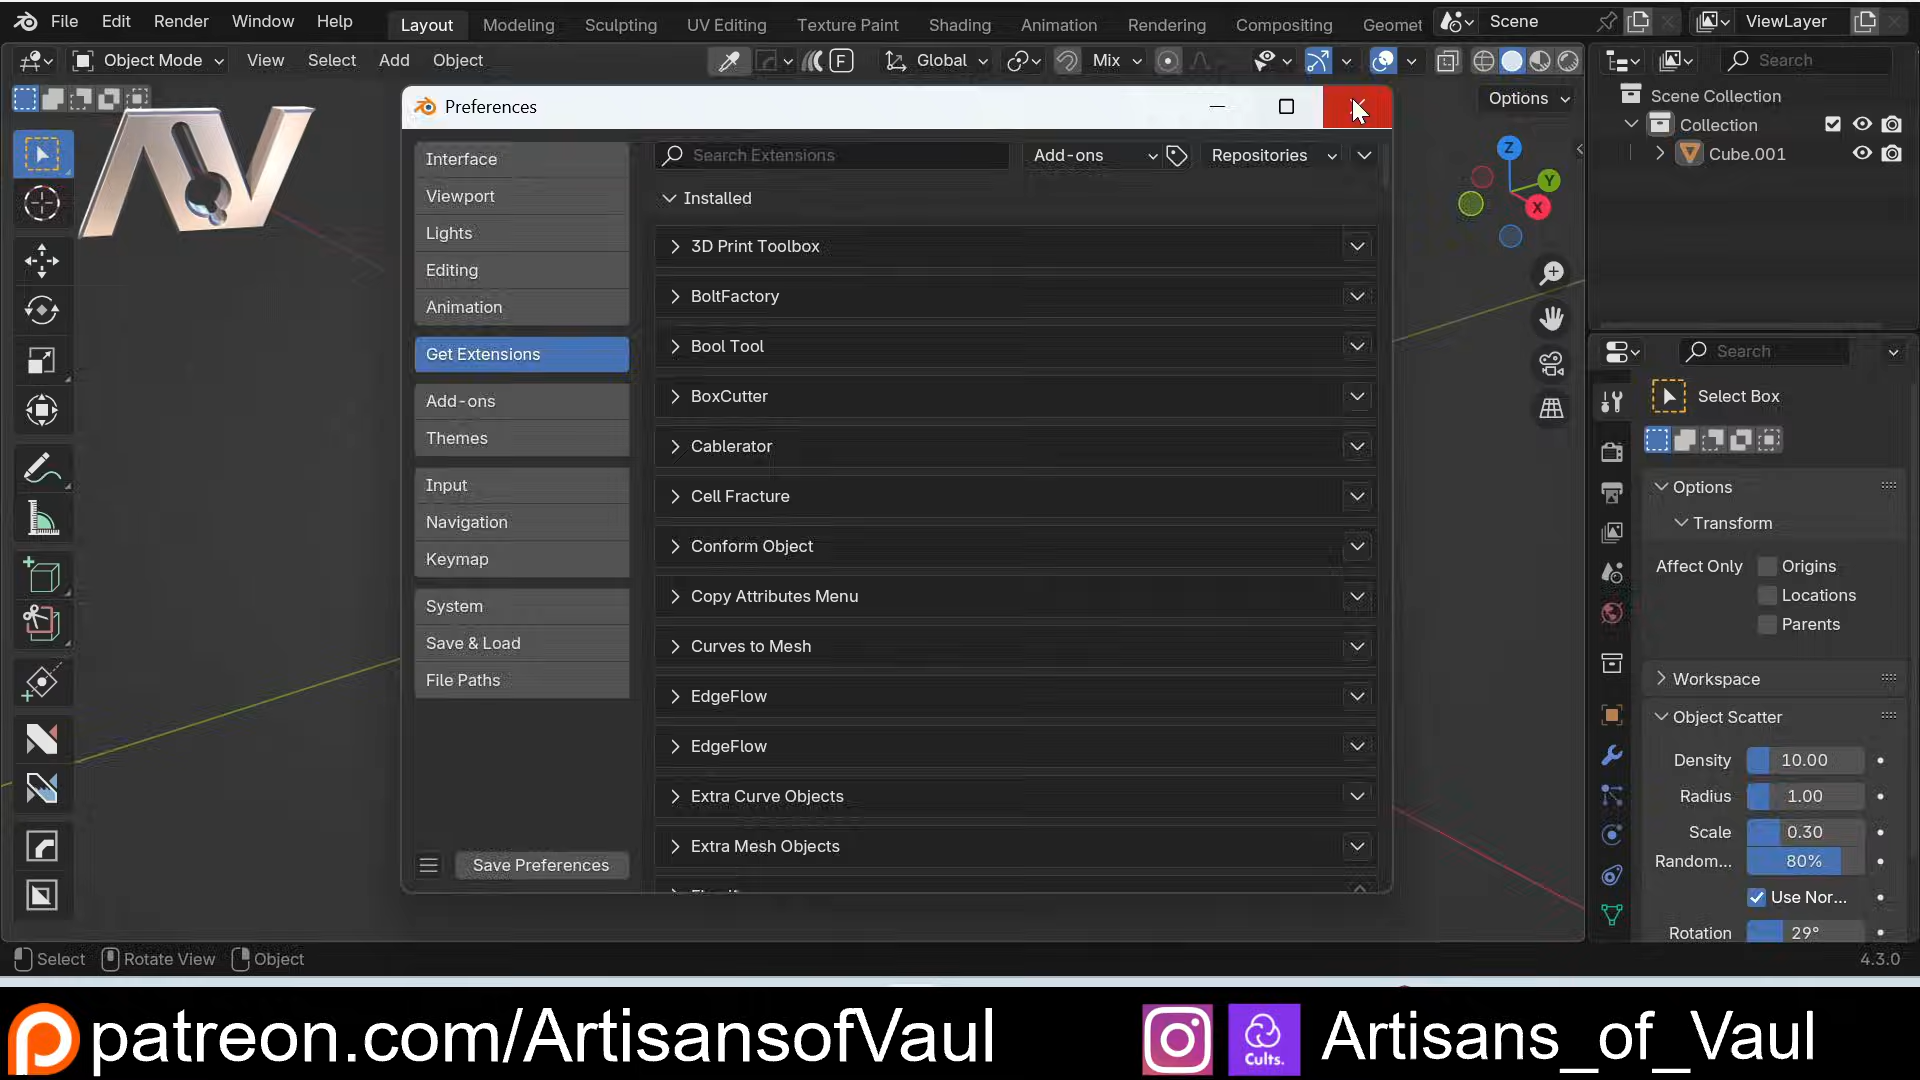 File Edit Render Window Help Layout Modeling Sculpting UV Editing Texture Paint Shading Animation Rendering Compositing Geomet Scene ViewLayer
Object Mode View Select Add Object F Global Mix Search
Options
Scene Collection
Collection
Cube.001
Z
Y
X
Preferences
Interface
Viewport
Lights
Editing
Animation
Get Extensions
Add-ons
Themes
Input
Navigation
Keymap
System
Save & Load
File Paths
Save Preferences
Search Extensions Add-ons Repositories
Installed
3D Print Toolbox
BoltFactory
Bool Tool
BoxCutter
Cablerator
Cell Fracture
Conform Object
Copy Attributes Menu
Curves to Mesh
EdgeFlow
EdgeFlow
Extra Curve Objects
Extra Mesh Objects
Search
Select Box
Options
Transform
Affect Only Origins
Locations
Parents
Workspace
Object Scatter
Density 10.00
Radius 1.00
Scale 0.30
Random... 80%
Use Nor...
Rotation 29°
Select Rotate View Object 4.3.0
patreon.com/ArtisansofVaul Cults. Artisans_of_Vaul